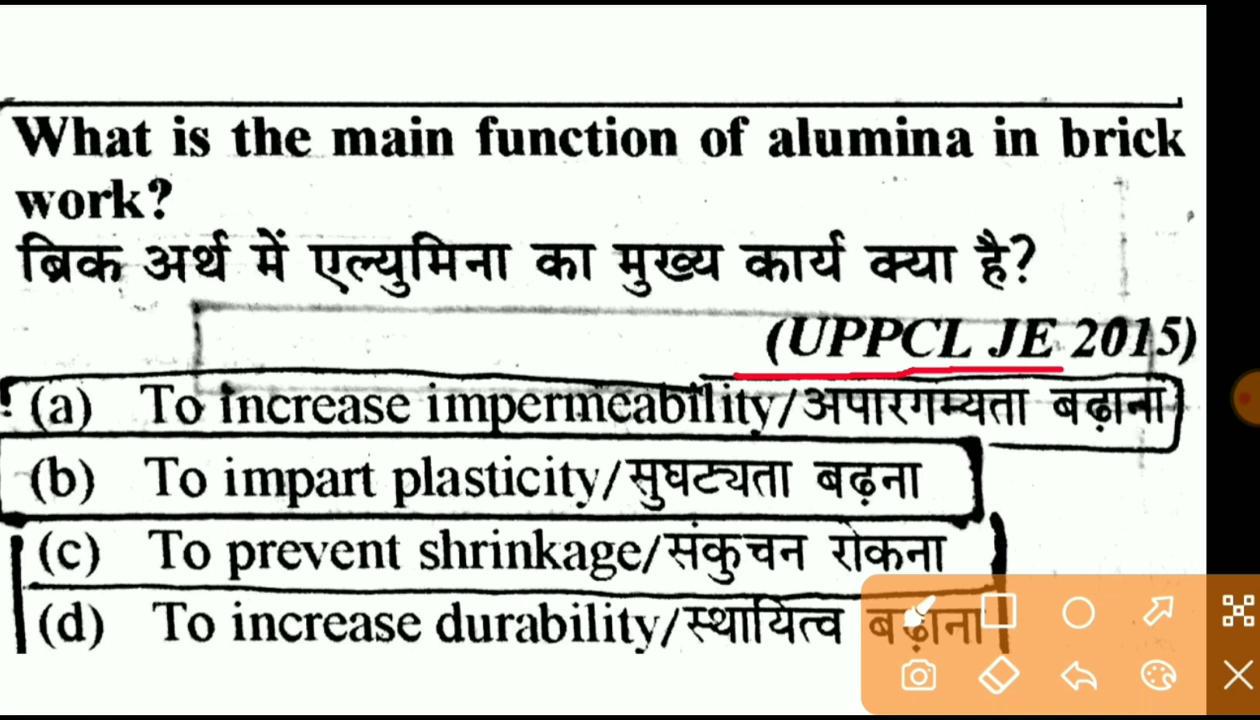 What is the main function of alumina in brick
work?
ब्रिक अर्थ में एल्युमिना का मुख्य कार्य क्या है?
(UPPCL JE 2015)
(a) To increase impermeability/अपारगम्यता बढ़ाना
(b) To impart plasticity/सुघट्यता बढ़ना
(c) To prevent shrinkage/संकुचन रोकना
(d) To increase durability/स्थायित्व बढ़ाना